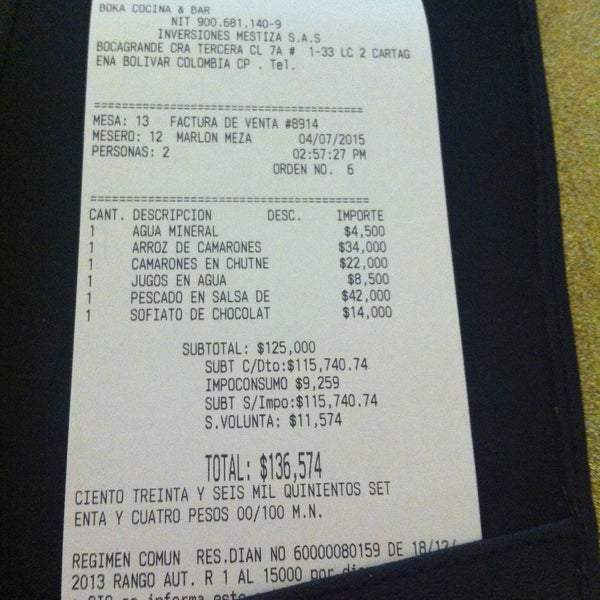 BOKA COCINA & BAR
NIT 900.681.140-9
INVERSIONES MESTIZA S.A.S
BOCAGRANDE CRA TERCERA CL 7A # 1-33 LC 2 CARTAG
ENA BOLIVAR COLOMBIA CP . Tel.
========================================
MESA: 13 FACTURA DE VENTA #8914
MESERO: 12 MARLON MEZA 04/07/2015
PERSONAS: 2 02:57:27 PM
ORDEN NO. 6
========================================
CANT. DESCRIPCION DESC. IMPORTE
1 AGUA MINERAL $4,500
1 ARROZ DE CAMARONES $34,000
1 CAMARONES EN CHUTNE $22,000
1 JUGOS EN AGUA $8,500
1 PESCADO EN SALSA DE $42,000
1 SOFIATO DE CHOCOLAT $14,000
SUBTOTAL: $125,000
SUBT C/Dto:$115,740.74
IMPOCONSUMO $9,259
SUBT S/Impo:$115,740.74
S.VOLUNTA: $11,574
TOTAL: $136,574
CIENTO TREINTA Y SEIS MIL QUINIENTOS SET
ENTA Y CUATRO PESOS 00/100 M.N.
REGIMEN COMUN RES.DIAN NO 60000080159 DE 18/12/
2013 RANGO AUT. R 1 AL 15000 por
informa este